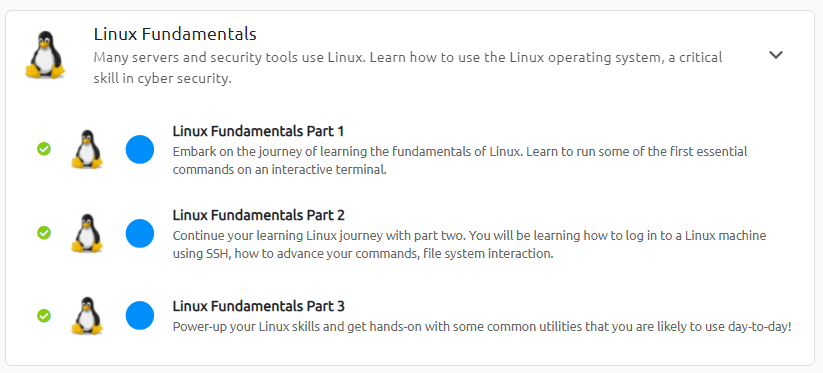 Linux Fundamentals
Many servers and security tools use Linux. Learn how to use the Linux operating system, a critical
skill in cyber security.
Linux Fundamentals Part 1
Embark on the journey of learning the fundamentals of Linux. Learn to run some of the first essential
commands on an interactive terminal.
Linux Fundamentals Part 2
Continue your learning Linux journey with part two. You will be learning how to log in to a Linux machine
using SSH, how to advance your commands, file system interaction.
Linux Fundamentals Part 3
Power-up your Linux skills and get hands-on with some common utilities that you are likely to use day-to-day!